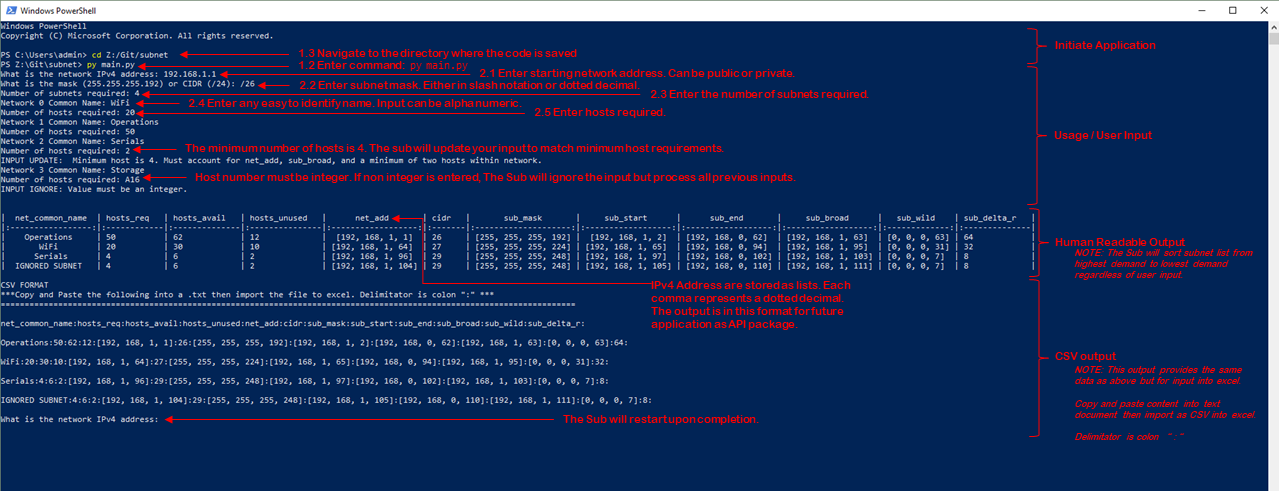 Windows PowerShell
Windows PowerShell
Copyright (C) Microsoft Corporation. All rights reserved.
PS C:\Users\admin> cd Z:/Git/subnet
1.3 Navigate to the directory where the code is saved
Initiate Application
PS Z:\Git\subnet> py main.py
1.2 Enter command: py main.py
What is the network IPv4 address: 192.168.1.1
2.1 Enter starting network address. Can be public or private.
What is the mask (255.255.255.192) or CIDR (/24): /26
2.2 Enter subnet mask. Either in slash notation or dotted decimal.
Number of subnets required: 4
2.3 Enter the number of subnets required.
Network 0 Common Name: WiFi
2.4 Enter any easy to identify name. Input can be alpha numeric.
Number of hosts required: 20
2.5 Enter hosts required.
Network 1 Common Name: Operations
Number of hosts required: 50
Usage / User Input
Network 2 Common Name: Serials
Number of hosts required: 2
The minimum number of hosts is 4. The sub will update your input to match minimum host requirements.
INPUT UPDATE:  Minimum host is 4. Must account for net_add, sub_broad, and a minimum of two hosts within network.
Network 3 Common Name: Storage
Number of hosts required: A16
Host number must be integer. If non integer is entered, The Sub will ignore the input but process all previous inputs.
INPUT IGNORE: Value must be an integer.
| net_common_name | hosts_req | hosts_avail | hosts_unused | net_add | cidr | sub_mask | sub_start | sub_end | sub_broad | sub_wild | sub_delta_r |
|:---------------:|:----------|:------------:|:-------------:|:-----------------:|:-------|:---------------------:|:------------------:|:------------------:|:------------------:|:---------------:|:-------------|
| Operations | 50 | 62 | 12 | [192, 168, 1, 1] | 26 | [255, 255, 255, 192] | [192, 168, 1, 2] | [192, 168, 0, 62] | [192, 168, 1, 63] | [0, 0, 0, 63] | 64 |
| WiFi | 20 | 30 | 10 | [192, 168, 1, 64] | 27 | [255, 255, 255, 224] | [192, 168, 1, 65] | [192, 168, 0, 94] | [192, 168, 1, 95] | [0, 0, 0, 31] | 32 |
| Serials | 4 | 6 | 2 | [192, 168, 1, 96] | 29 | [255, 255, 255, 248] | [192, 168, 1, 97] | [192, 168, 0, 102] | [192, 168, 1, 103] | [0, 0, 0, 7] | 8 |
| IGNORED SUBNET | 4 | 6 | 2 | [192, 168, 1, 104] | 29 | [255, 255, 255, 248] | [192, 168, 1, 105] | [192, 168, 0, 110] | [192, 168, 1, 111] | [0, 0, 0, 7] | 8 |
Human Readable Output
NOTE: The Sub will sort subnet list from
highest demand to lowest demand
regardless of user input.
IPv4 Address are stored as lists. Each
comma represents a dotted decimal.
The output is in this format for future
application as API package.
CSV FORMAT
***Copy and Paste the following into a .txt then import the file to excel. Delimitator is colon ":" ***
net_common_name:hosts_req:hosts_avail:hosts_unused:net_add:cidr:sub_mask:sub_start:sub_end:sub_broad:sub_wild:sub_delta_r:
Operations:50:62:12:[192, 168, 1, 1]:26:[255, 255, 255, 192]:[192, 168, 1, 2]:[192, 168, 0, 62]:[192, 168, 1, 63]:[0, 0, 0, 63]:64:
WiFi:20:30:10:[192, 168, 1, 64]:27:[255, 255, 255, 224]:[192, 168, 1, 65]:[192, 168, 0, 94]:[192, 168, 1, 95]:[0, 0, 0, 31]:32:
Serials:4:6:2:[192, 168, 1, 96]:29:[255, 255, 255, 248]:[192, 168, 1, 97]:[192, 168, 0, 102]:[192, 168, 1, 103]:[0, 0, 0, 7]:8:
IGNORED SUBNET:4:6:2:[192, 168, 1, 104]:29:[255, 255, 255, 248]:[192, 168, 1, 105]:[192, 168, 0, 110]:[192, 168, 1, 111]:[0, 0, 0, 7]:8:
CSV output
NOTE: This output provides the same
data as above but for input into excel.
Copy and paste content into text
document then import as CSV into excel.
Delimitator is colon " : "
What is the network IPv4 address:
The Sub will restart upon completion.